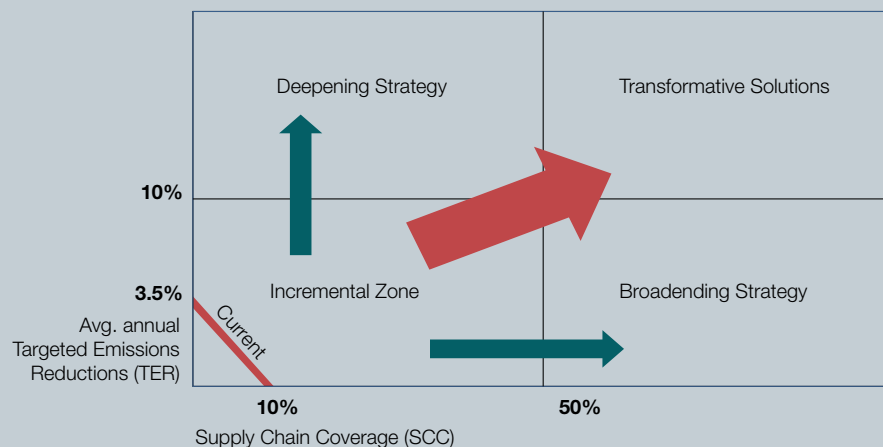 Deepening Strategy
Transformative Solutions
10%
3.5%
Incremental Zone
Broadending Strategy
Current
Avg. annual
Targeted Emissions
Reductions (TER)
10%
50%
Supply Chain Coverage (SCC)